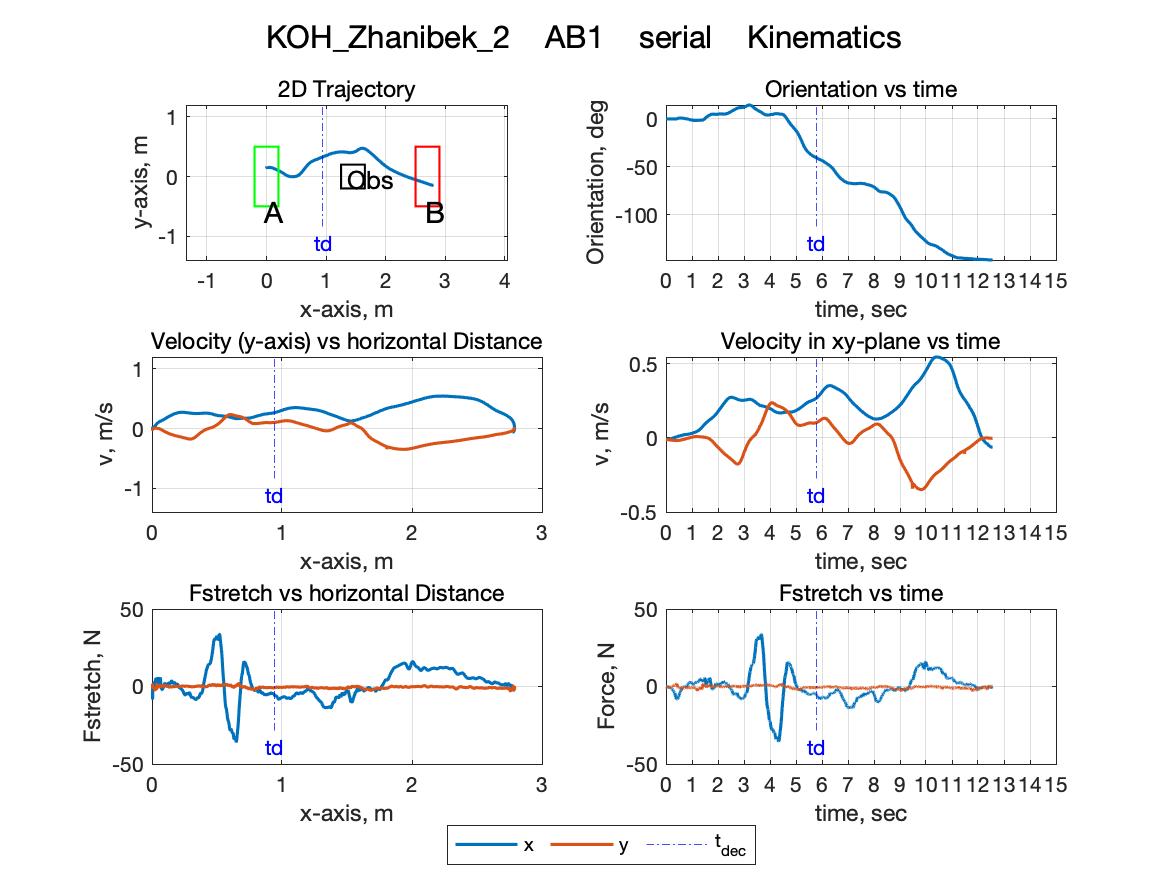 KOH_Zhanibek_2 AB1 serial Kinematics
2D Trajectory
y-axis, m
1
0
-1
A
Obs
B
td
-1 0 1 2 3 4
x-axis, m
Orientation vs time
Orientation, deg
0
-50
-100
td
0 1 2 3 4 5 6 7 8 9 10 11 12 13 14 15
time, sec
Velocity (y-axis) vs horizontal Distance
v, m/s
1
0
-1
td
0 1 2 3
x-axis, m
Velocity in xy-plane vs time
v, m/s
0.5
0
-0.5
td
0 1 2 3 4 5 6 7 8 9 10 11 12 13 14 15
time, sec
Fstretch vs horizontal Distance
Fstretch, N
50
0
-50
td
0 1 2 3
x-axis, m
Fstretch vs time
Force, N
50
0
-50
td
0 1 2 3 4 5 6 7 8 9 10 11 12 13 14 15
time, sec
x y t_dec